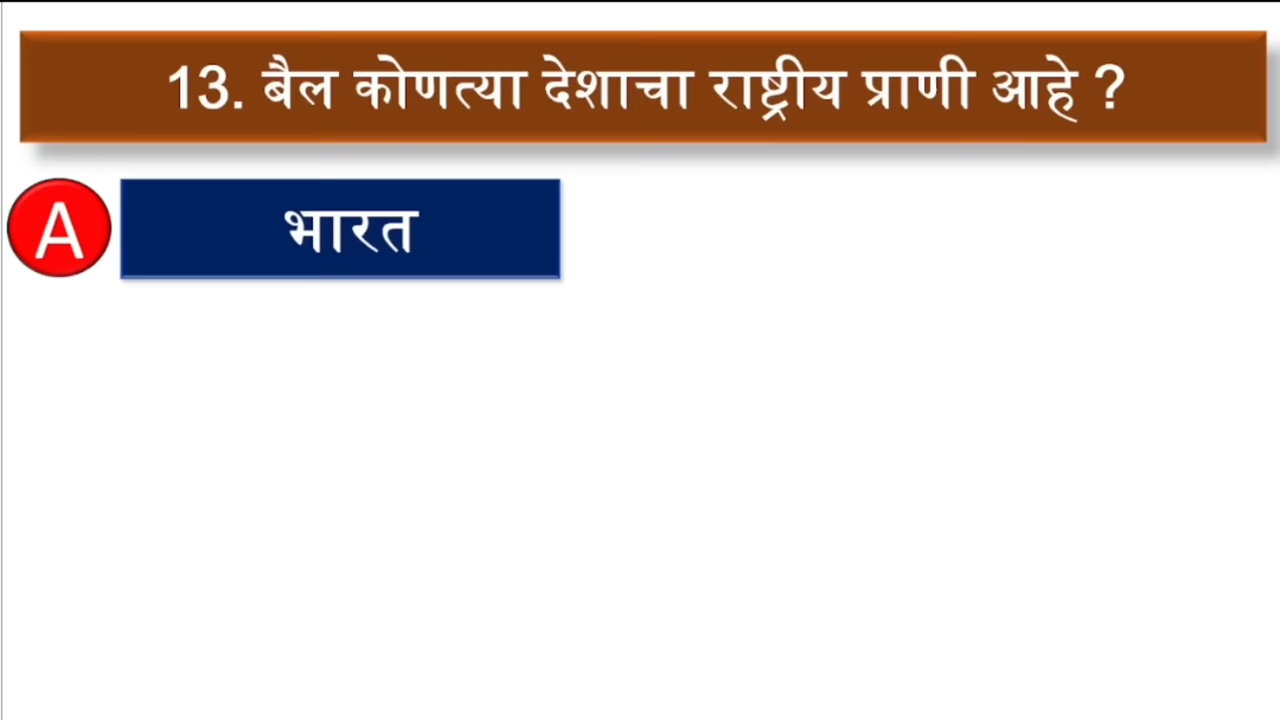 13. बैल कोणत्या देशाचा राष्ट्रीय प्राणी आहे ?
A भारत